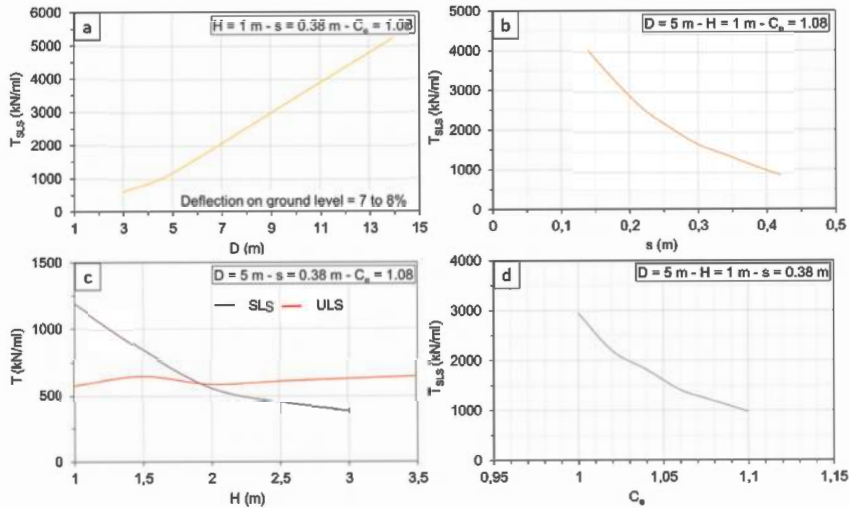 a
H = 1 m - s = 0.38 m - Cₑ = 1.08
T_SLS (kN/ml)
6000
5000
4000
3000
2000
1000
0
Deflection on ground level = 7 to 8%
1 3 5 7 9 11 13 15
D (m)
b
D = 5 m - H = 1 m - Cₑ = 1.08
T_SLS (kN/ml)
5000
4000
3000
2000
1000
0
0 0,1 0,2 0,3 0,4 0,5
s (m)
c
D = 5 m - s = 0.38 m - Cₑ = 1.08
SLS ULS
T (kN/ml)
1500
1000
500
0
1 1,5 2 2,5 3 3,5
H (m)
d
D = 5 m - H = 1 m - s = 0.38 m
T_SLS (kN/ml)
4000
3000
2000
1000
0
0,95 1 1,05 1,1 1,15
Cₑ